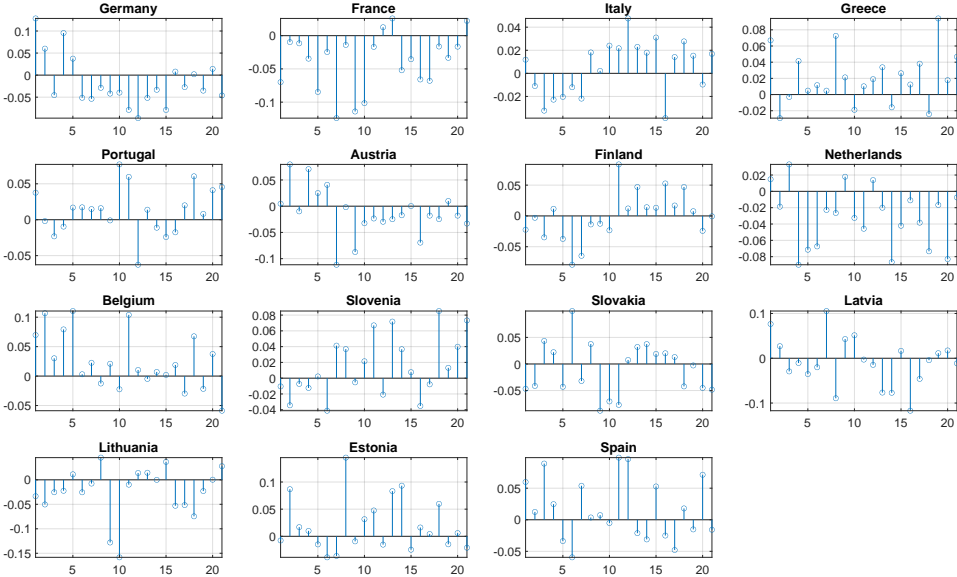 Germany
0.1
0.05
0
-0.05
5 10 15 20
France
0
-0.05
-0.1
5 10 15 20
Italy
0.04
0.02
0
-0.02
5 10 15 20
Greece
0.08
0.06
0.04
0.02
0
-0.02
5 10 15 20
Portugal
0.05
0
-0.05
5 10 15 20
Austria
0.05
0
-0.05
-0.1
5 10 15 20
Finland
0.05
0
-0.05
5 10 15 20
Netherlands
0.02
0
-0.02
-0.04
-0.06
-0.08
5 10 15 20
Belgium
0.1
0.05
0
-0.05
5 10 15 20
Slovenia
0.08
0.06
0.04
0.02
0
-0.02
-0.04
5 10 15 20
Slovakia
0.05
0
-0.05
5 10 15 20
Latvia
0.1
0
-0.1
5 10 15 20
Lithuania
0
-0.05
-0.1
-0.15
5 10 15 20
Estonia
0.1
0.05
0
5 10 15 20
Spain
0.05
0
-0.05
5 10 15 20